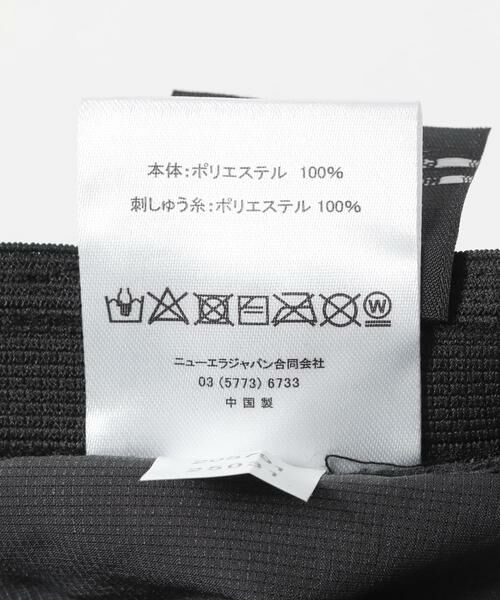 本体：ポリエステル 100%
刺しゅう糸：ポリエステル 100%
W
ニューエラジャパン合同会社
03 (5773) 6733
中国製